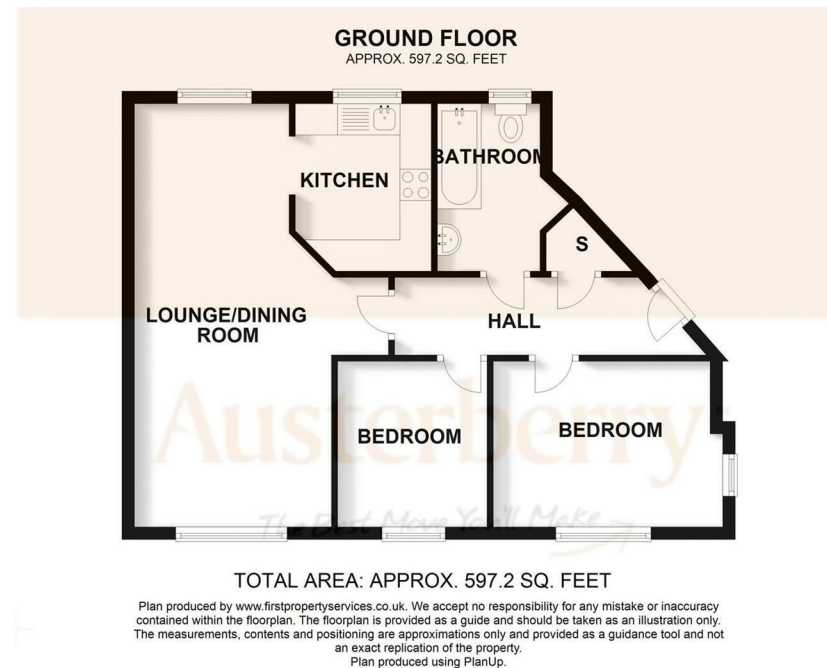 GROUND FLOOR
APPROX. 597.2 SQ. FEET
BATHROOM
KITCHEN
S
LOUNGE/DINING
ROOM
HALL
Austerberry
BEDROOM
BEDROOM
The Best Move You'll Make
TOTAL AREA: APPROX. 597.2 SQ. FEET
Plan produced by www.firstpropertyservices.co.uk. We accept no responsibility for any mistake or inaccuracy
contained within the floorplan. The floorplan is provided as a guide and should be taken as an illustration only.
The measurements, contents and positioning are approximations only and provided as a guidance tool and not
an exact replication of the property.
Plan produced using PlanUp.